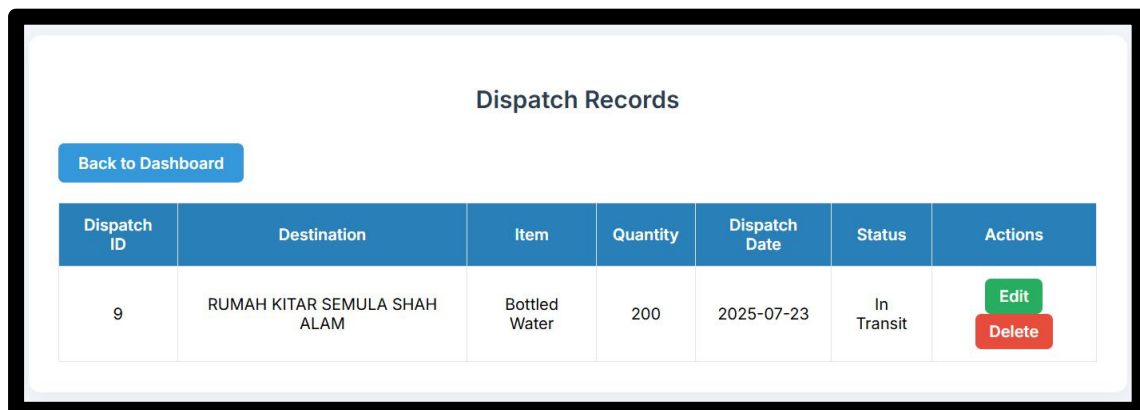 Dispatch Records
Back to Dashboard
Dispatch
ID
Destination
Item
Quantity
Dispatch
Date
Status
Actions
9
RUMAH KITAR SEMULA SHAH
ALAM
Bottled
Water
200
2025-07-23
In
Transit
Edit
Delete